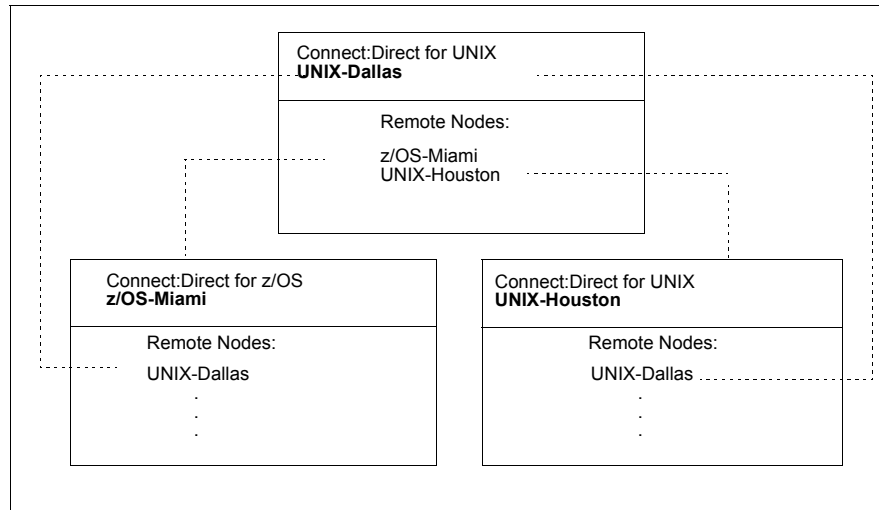 Connect:Direct for UNIX
UNIX-Dallas
Remote Nodes:
z/OS-Miami
UNIX-Houston
Connect:Direct for z/OS
z/OS-Miami
Remote Nodes:
UNIX-Dallas
.
.
.
Connect:Direct for UNIX
UNIX-Houston
Remote Nodes:
UNIX-Dallas
.
.
.